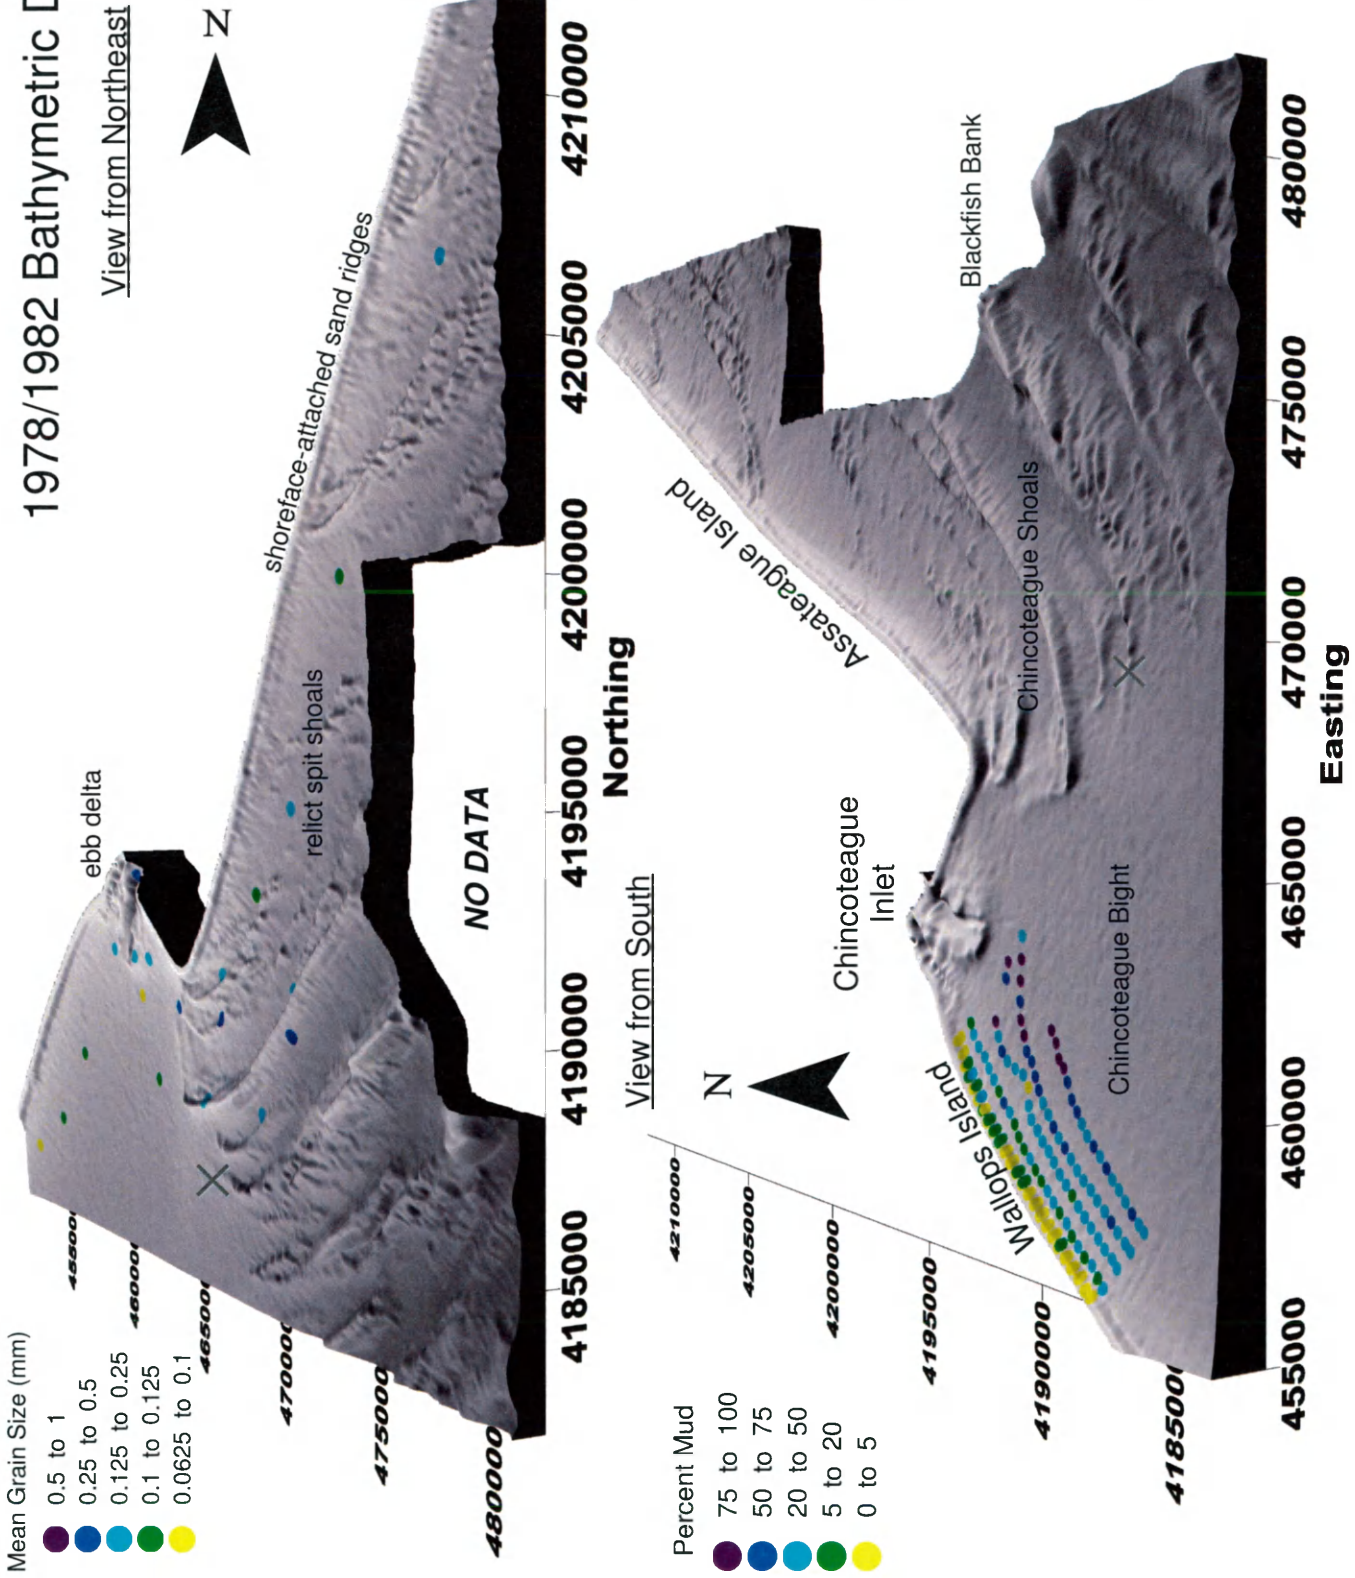 1978/1982 Bathymetric D
View from Northeast
N
Mean Grain Size (mm)
0.5 to 1
0.25 to 0.5
0.125 to 0.25
0.1 to 0.125
0.0625 to 0.1
ebb delta
shoreface-attached sand ridges
relict spit shoals
NO DATA
455000
460000
465000
470000
475000
480000
4185000
4190000
4195000
4200000
4205000
4210000
Northing
View from South
N
Percent Mud
75 to 100
50 to 75
20 to 50
5 to 20
0 to 5
Chincoteague
Inlet
Assateague Island
Blackfish Bank
Chincoteague Shoals
Wallops Island
Chincoteague Bight
4210000
4205000
4200000
4195000
4190000
4185000
455000
460000
465000
470000
475000
480000
Easting